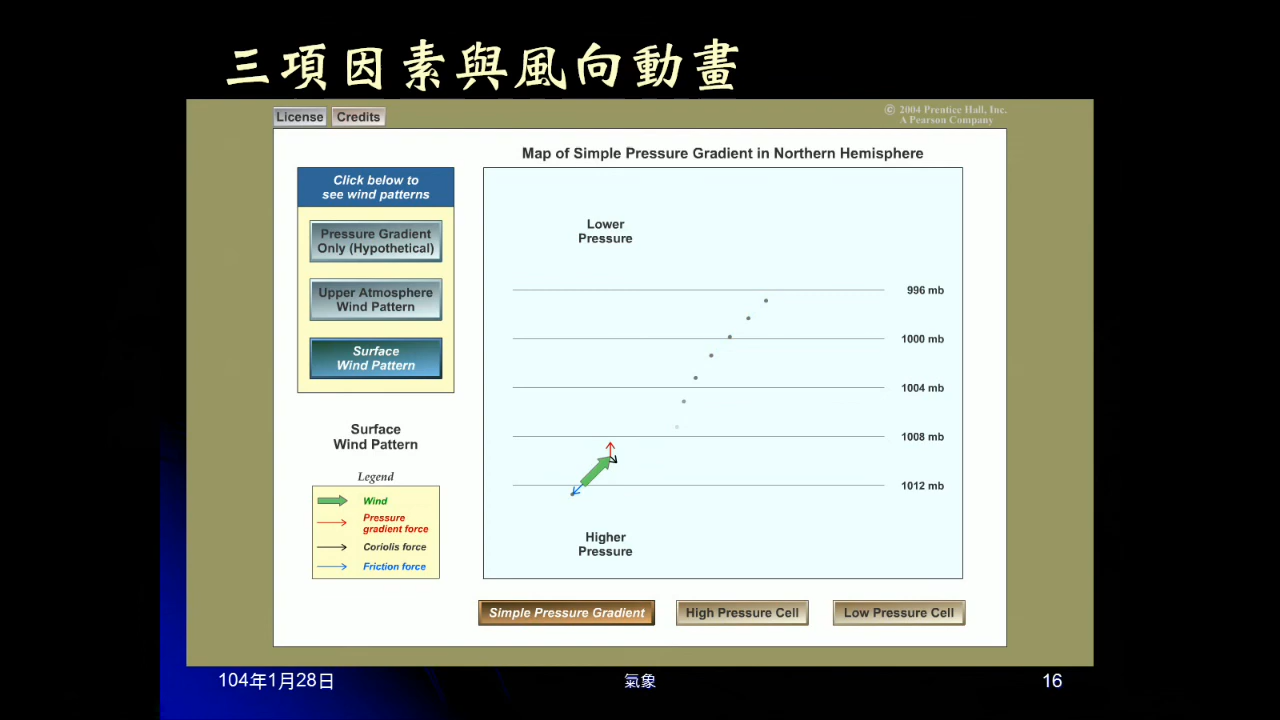 三項因素與風向動畫
License
Credits
© 2004 Prentice Hall, Inc.
A Pearson Company
Map of Simple Pressure Gradient in Northern Hemisphere
Click below to
see wind patterns
Pressure Gradient
Only (Hypothetical)
Upper Atmosphere
Wind Pattern
Surface
Wind Pattern
Lower
Pressure
996 mb
1000 mb
1004 mb
1008 mb
1012 mb
Higher
Pressure
Surface
Wind Pattern
Legend
Wind
Pressure
gradient force
Coriolis force
Friction force
Simple Pressure Gradient
High Pressure Cell
Low Pressure Cell
104年1月28日
氣象
16